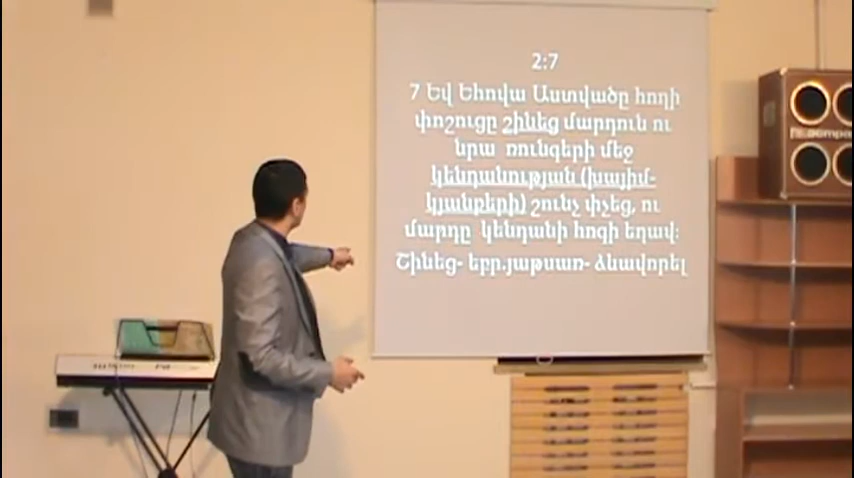 2:7
7 Եվ Եհովա Աստվածը հողի
փոշուցը շինեց մարդուն ու
նրա ռունգերի մեջ
կենդանության (խայիմ-
կյանքերի) շունչ փչեց, ու
մարդը կենդանի հոգի եղավ:
Շինեց- եբր.յաթսառ- ձևավորել